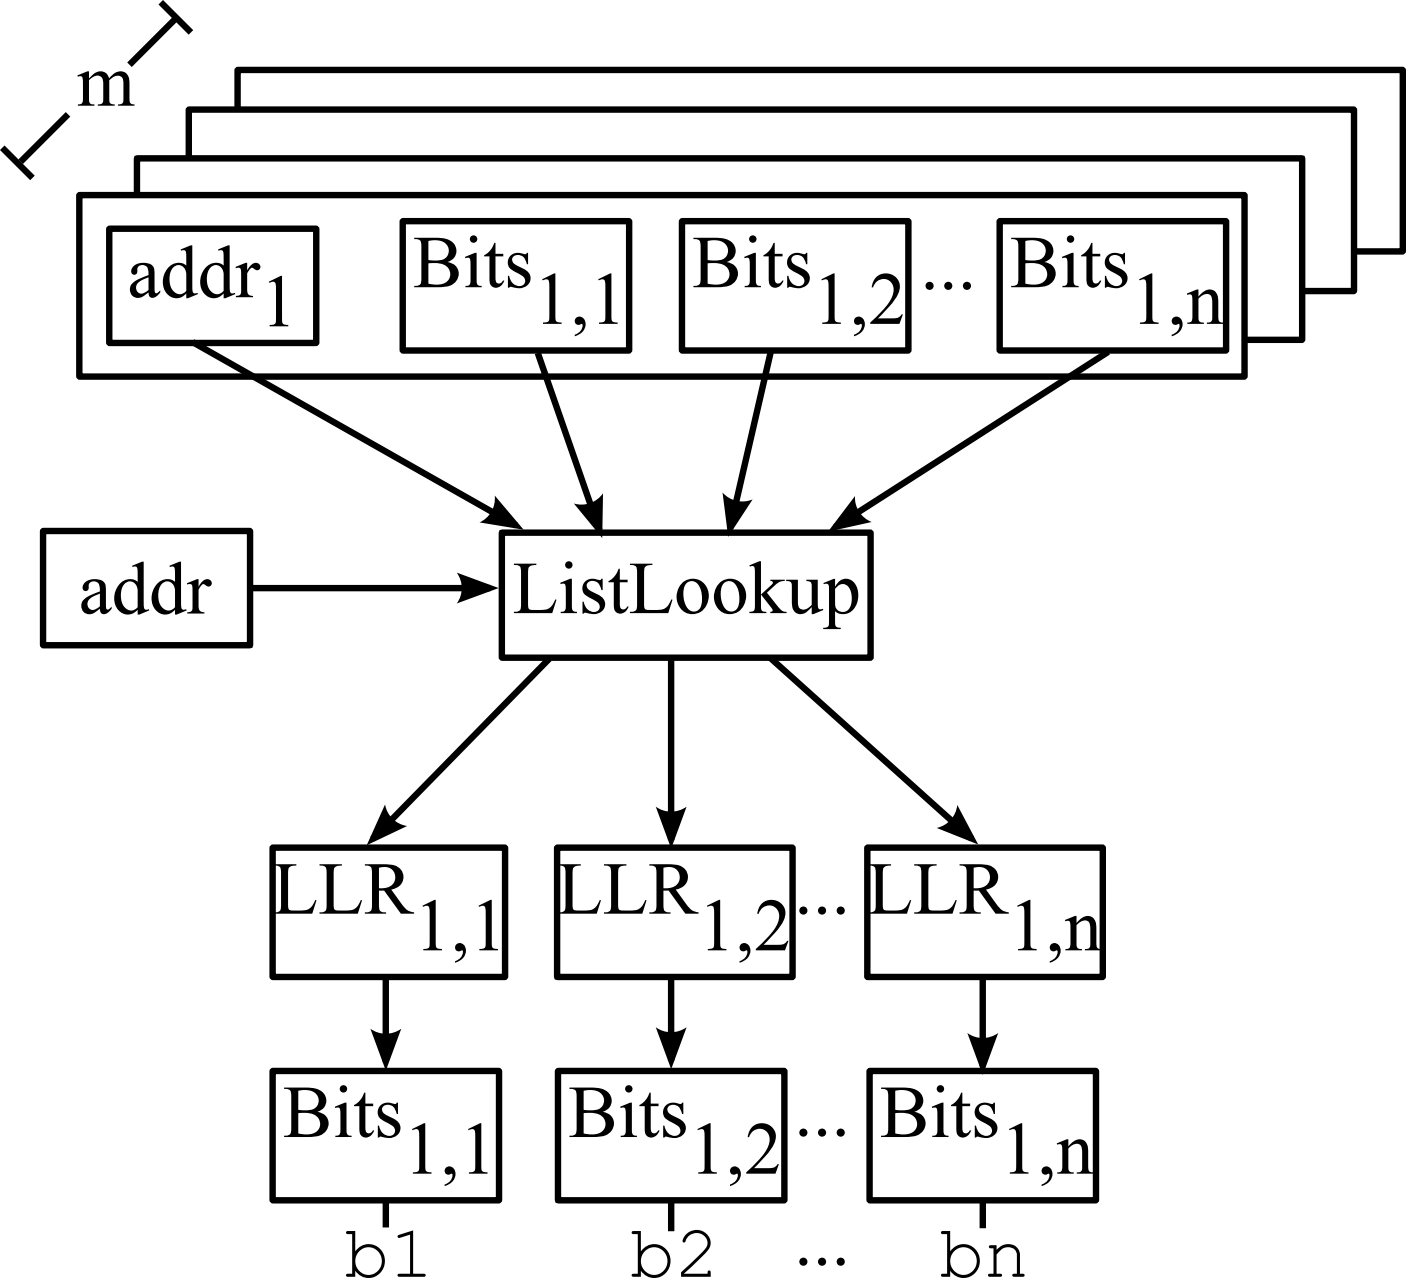 m
addr1 Bits1,1 Bits1,2 ... Bits1,n
addr ListLookup
LLR1,1 LLR1,2 ... LLR1,n
Bits1,1 Bits1,2 ... Bits1,n
b1 b2 ... bn